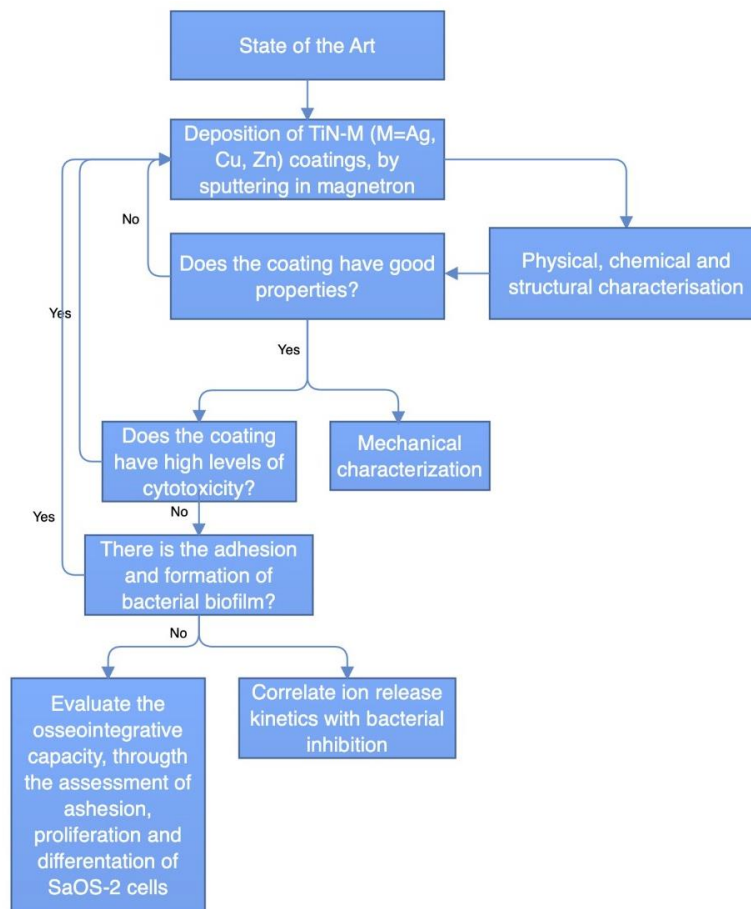 State of the Art
Deposition of TiN-M (M=Ag,
Cu, Zn) coatings, by
sputtering in magnetron
No
Does the coating have good
properties?
Physical, chemical and
structural characterisation
Yes
Yes
Does the coating
have high levels of
cytotoxicity?
Mechanical
characterization
No
Yes
There is the adhesion
and formation of
bacterial biofilm?
No
Evaluate the
osseointegrative
capacity, througth
the assessment of
ashesion,
proliferation and
differentation of
SaOS-2 cells
Correlate ion release
kinetics with bacterial
inhibition